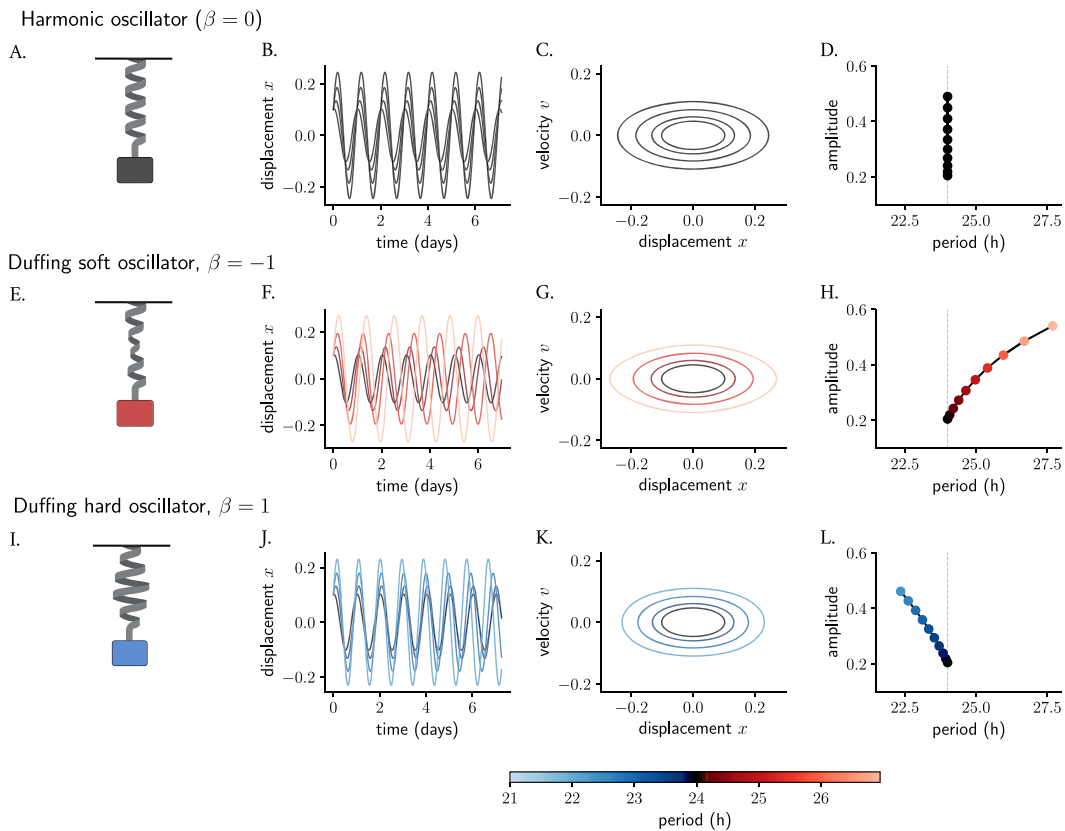 Harmonic oscillator (β = 0)
A.
B.
C.
D.
displacement x
0.2
0.0
−0.2
0 2 4 6
time (days)
velocity v
0.2
0.0
−0.2
−0.2 0.0 0.2
displacement x
amplitude
0.6
0.4
0.2
22.5 25.0 27.5
period (h)
Duffing soft oscillator, β = −1
E.
F.
G.
H.
displacement x
0.2
0.0
−0.2
0 2 4 6
time (days)
velocity v
0.2
0.0
−0.2
−0.2 0.0 0.2
displacement x
amplitude
0.6
0.4
0.2
22.5 25.0 27.5
period (h)
Duffing hard oscillator, β = 1
I.
J.
K.
L.
displacement x
0.2
0.0
−0.2
0 2 4 6
time (days)
velocity v
0.2
0.0
−0.2
−0.2 0.0 0.2
displacement x
amplitude
0.6
0.4
0.2
22.5 25.0 27.5
period (h)
21 22 23 24 25 26
period (h)